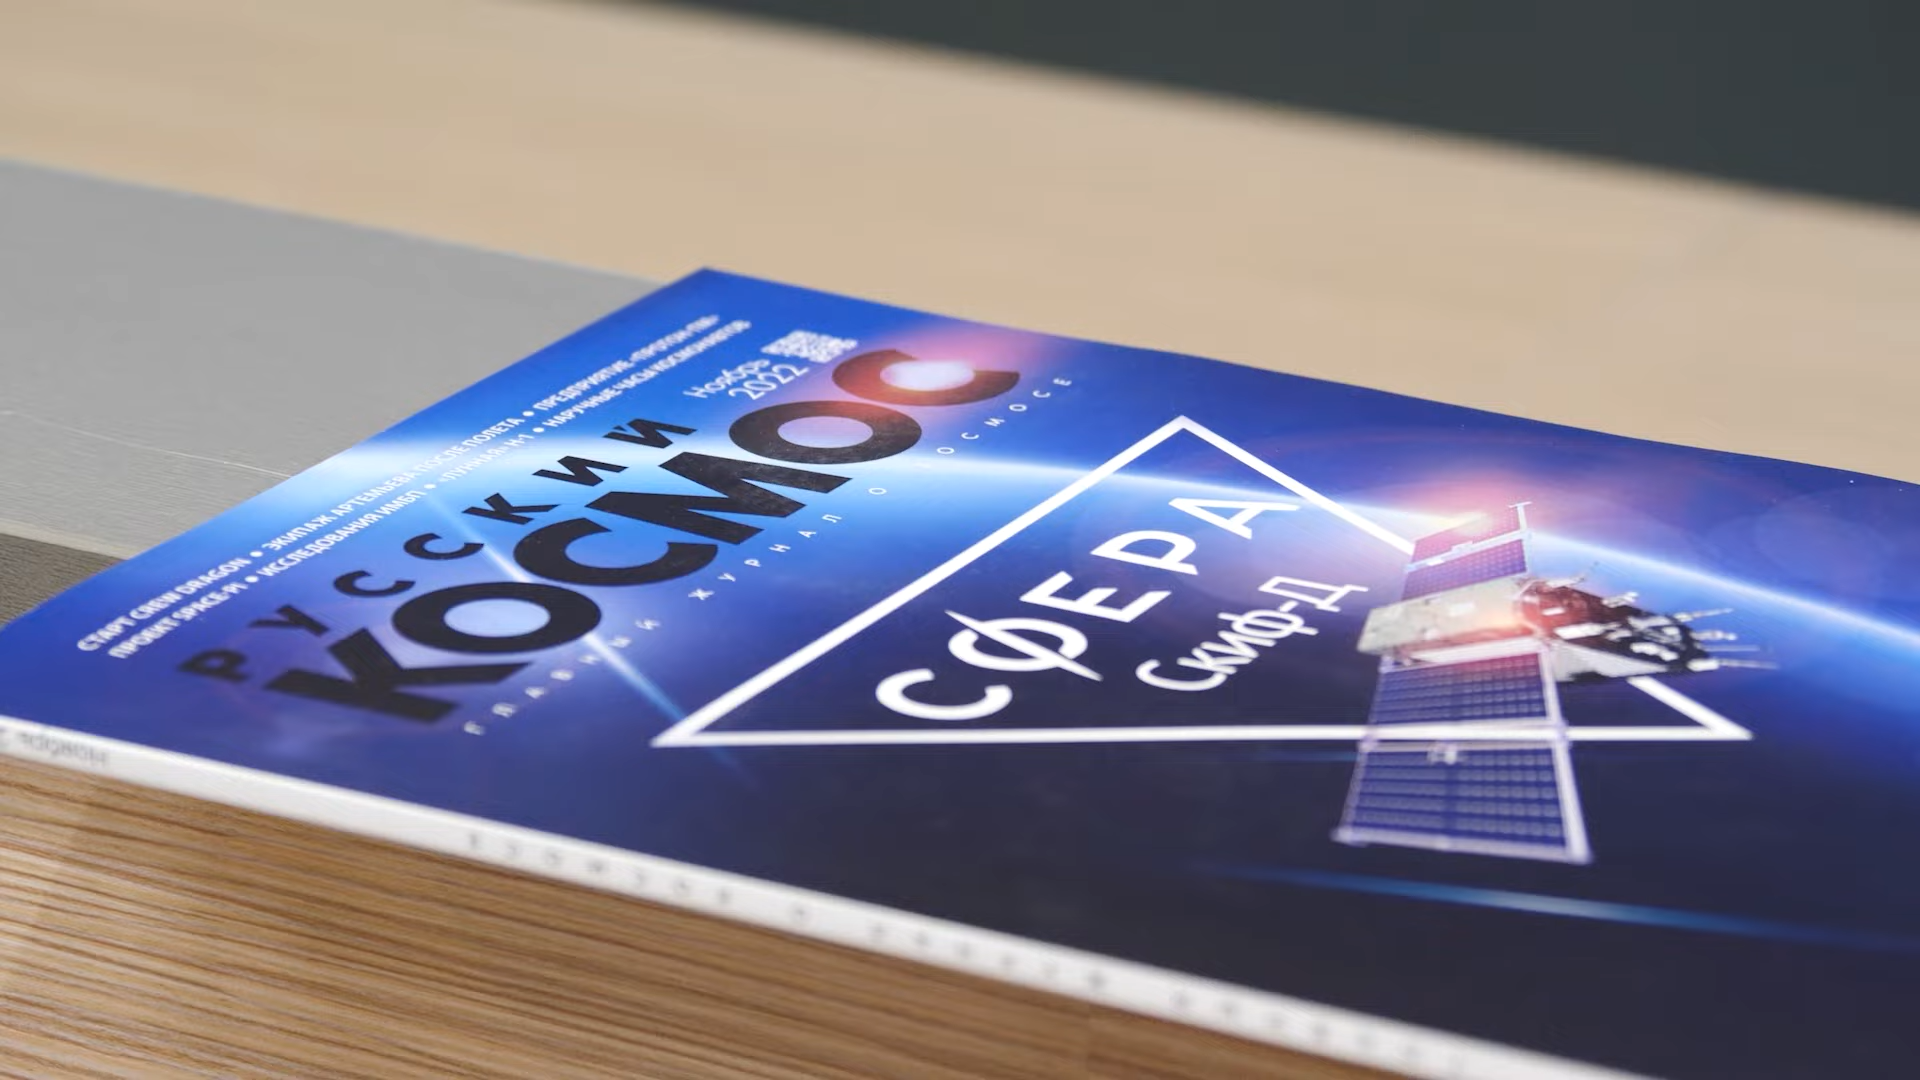 СТАРТ CREW DRAGON • ЭКИПАЖ АРТЕМЬЕВА ПОСЛЕ ПОЛЕТА • ПРЕДПРИЯТИЕ «ПРОТОН-ПМ»
ПРОЕКТ SPACE-PI • ИССЛЕДОВАНИЯ ИМБП • «ЛУННАЯ» Н-1 • НАРУЧНЫЕ ЧАСЫ КОСМОНАВТОВ
Ноябрь
2022
РУССКИЙ
КОСМОС
ГЛАВНЫЙ ЖУРНАЛ О КОСМОСЕ
СФЕРА
Скиф-Д